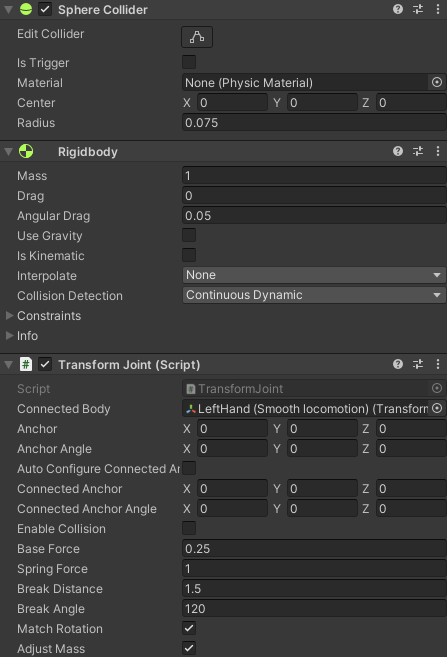 Sphere Collider
Edit Collider
Is Trigger
Material None (Physic Material)
Center X 0 Y 0 Z 0
Radius 0.075
Rigidbody
Mass 1
Drag 0
Angular Drag 0.05
Use Gravity
Is Kinematic
Interpolate None
Collision Detection Continuous Dynamic
Constraints
Info
# Transform Joint (Script)
Script # TransformJoint
Connected Body LeftHand (Smooth locomotion) (Transform
Anchor X 0 Y 0 Z 0
Anchor Angle X 0 Y 0 Z 0
Auto Configure Connected Ar
Connected Anchor X 0 Y 0 Z 0
Connected Anchor Angle X 0 Y 0 Z 0
Enable Collision
Base Force 0.25
Spring Force 1
Break Distance 1.5
Break Angle 120
Match Rotation
Adjust Mass